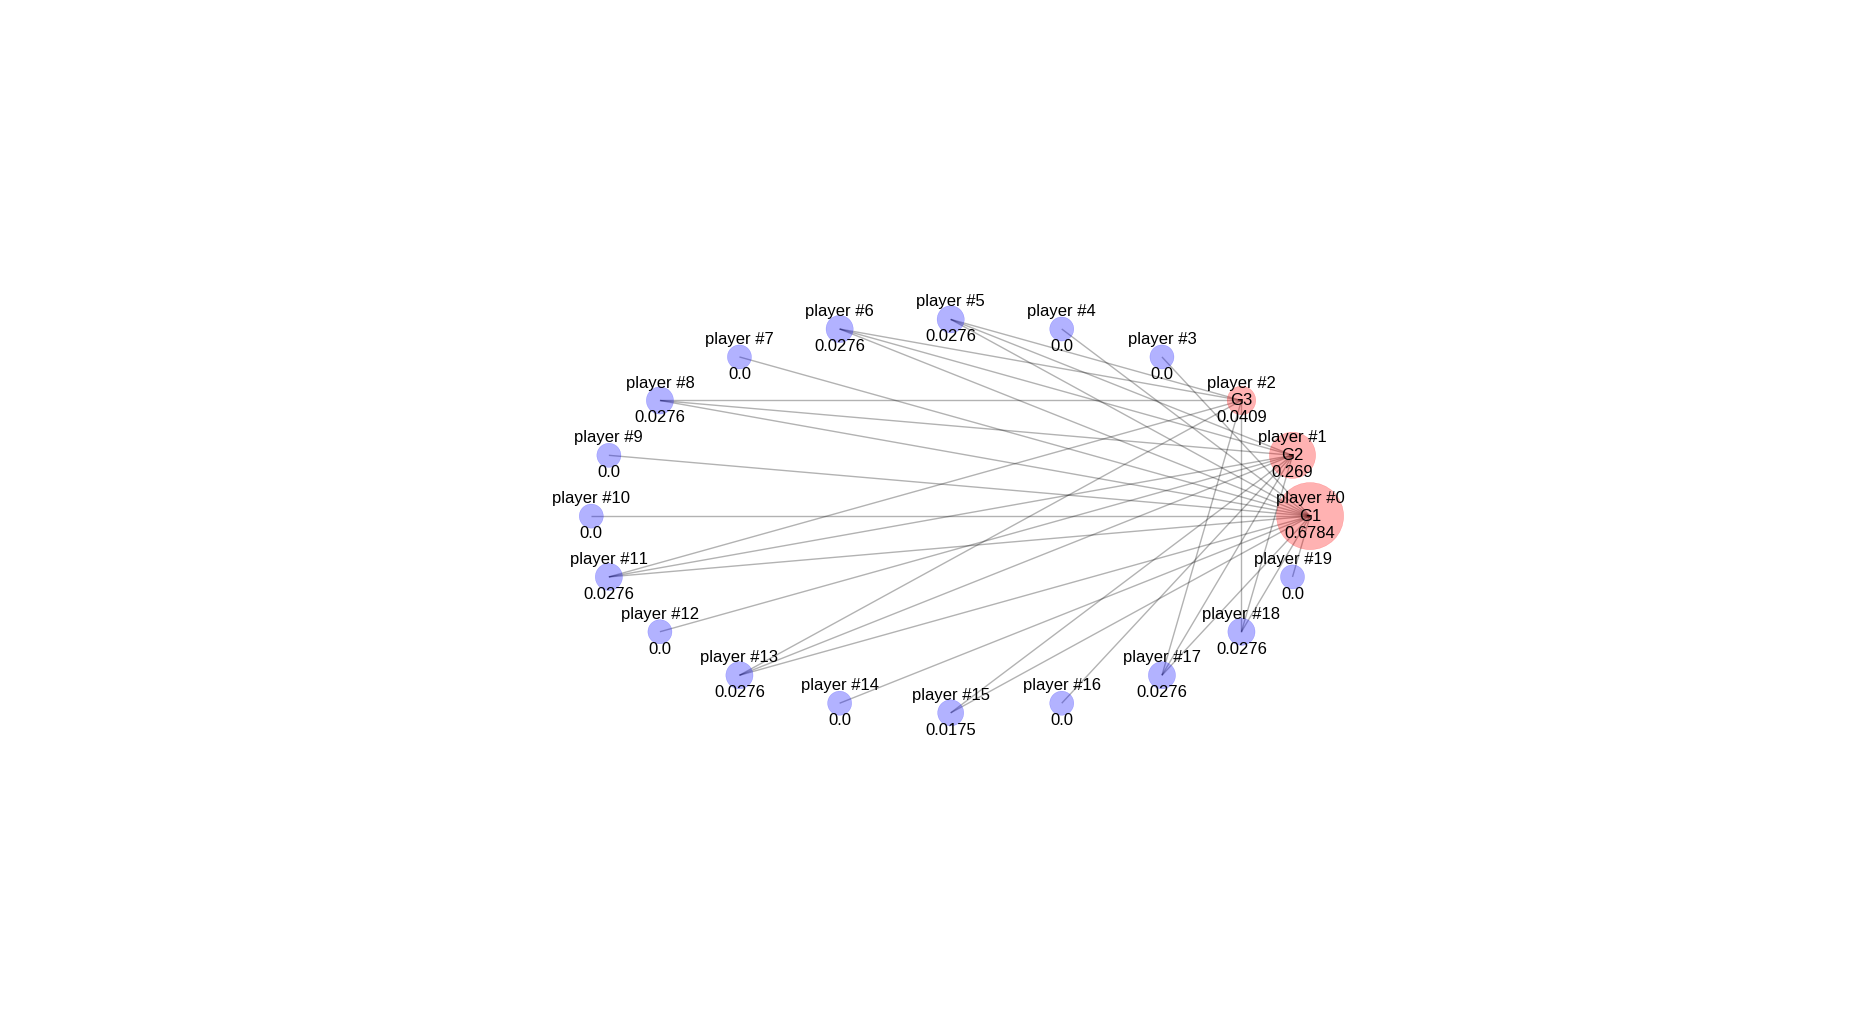 player #5
0.0276
player #6
0.0276
player #4
0.0
player #7
0.0
player #3
0.0
player #8
0.0276
player #2
G3
0.0409
player #9
0.0
player #1
G2
0.269
player #10
0.0
player #0
G1
0.6784
player #11
0.0276
player #19
0.0
player #12
0.0
player #18
0.0276
player #13
0.0276
player #17
0.0276
player #14
0.0
player #16
0.0
player #15
0.0175